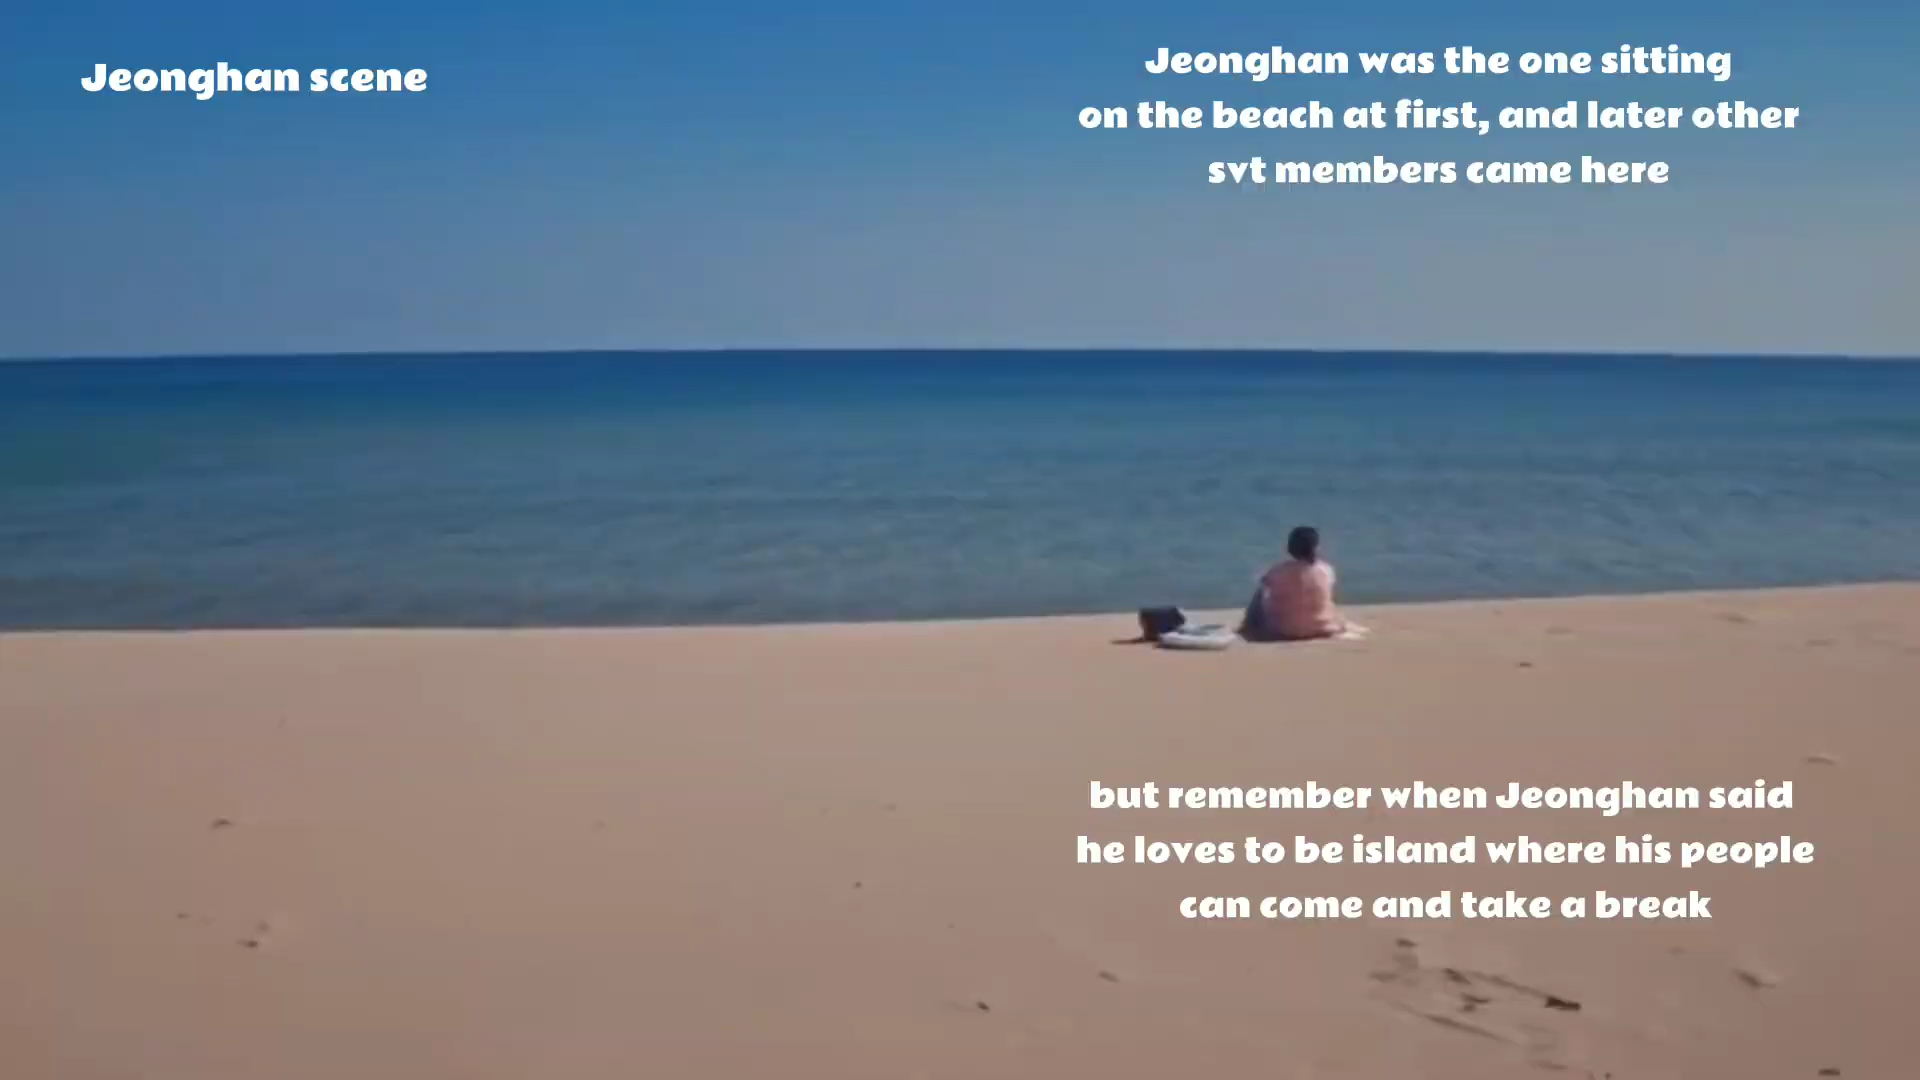 Jeonghan scene
Jeonghan was the one sitting
on the beach at first, and later other
svt members came here
but remember when Jeonghan said
he loves to be island where his people
can come and take a break